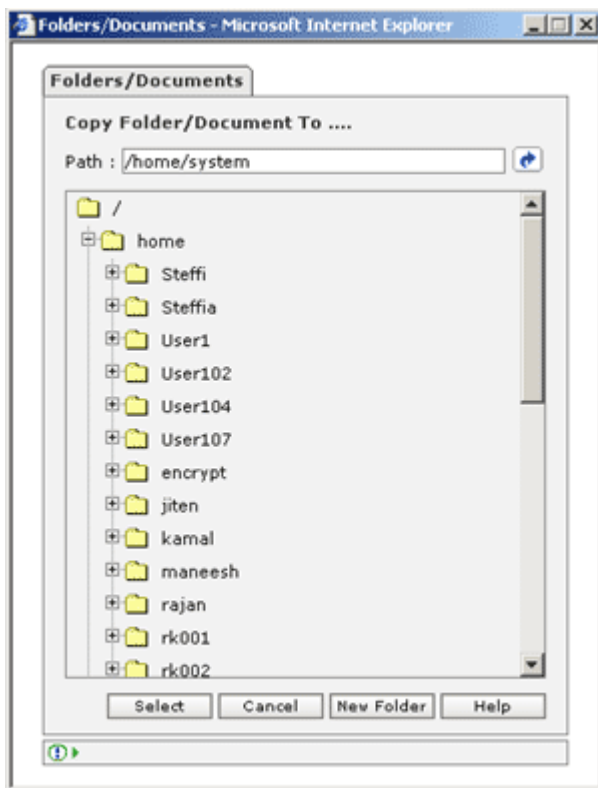 Folders/Documents - Microsoft Internet Explorer
Folders/Documents
Copy Folder/Document To ....
Path : /home/system
/
home
Steffi
Steffia
User1
User102
User104
User107
encrypt
jiten
kamal
maneesh
rajan
rk001
rk002
Select Cancel New Folder Help